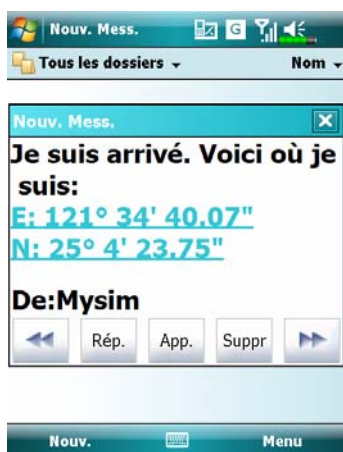 Nouv. Mess.
G
Tous les dossiers
Nom
Nouv. Mess.
Je suis arrivé. Voici où je
suis:
E: 121° 34' 40.07"
N: 25° 4' 23.75"
De:Mysim
Rép.
App.
Suppr
Nouv.
Menu